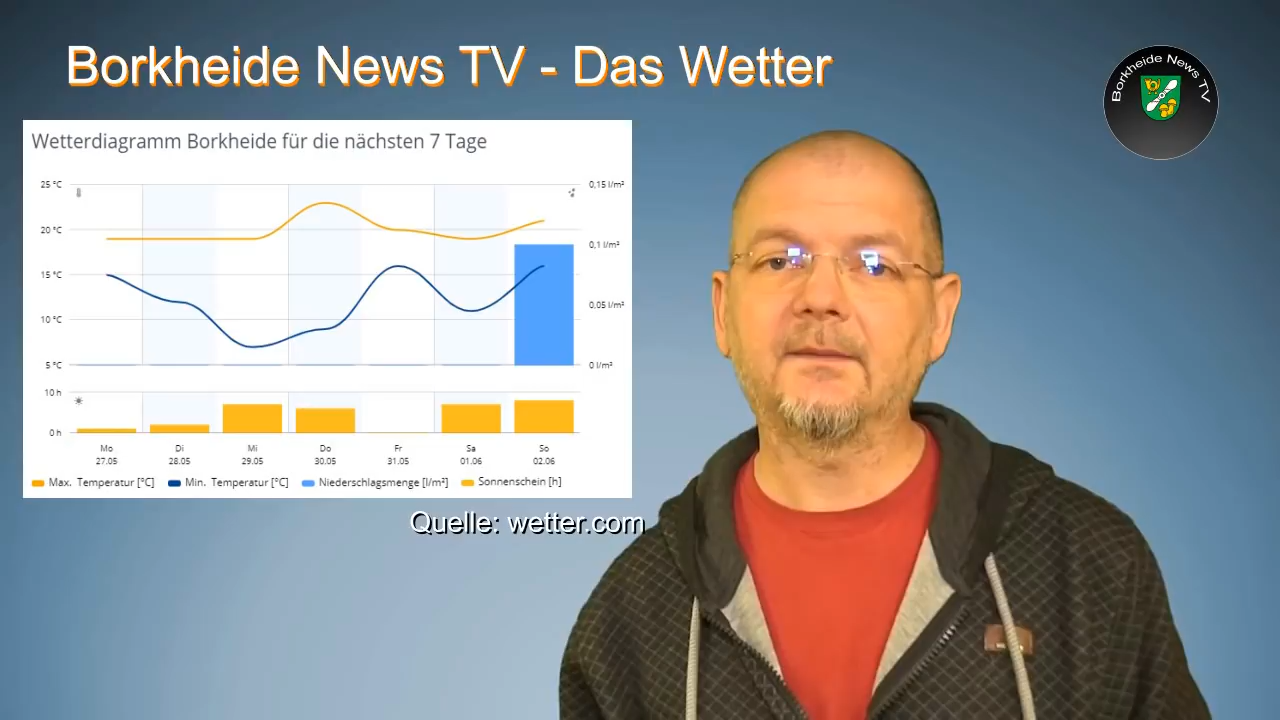 Borkheide News TV - Das Wetter
Borkheide News TV
Wetterdiagramm Borkheide für die nächsten 7 Tage
25 °C
0,15 l/m²
20 °C
0,1 l/m²
15 °C
10 °C
0,05 l/m²
5 °C
0 l/m²
10 h
0 h
Mo Di Mi Do Fr Sa So
27.05 28.05 29.05 30.05 31.05 01.06 02.06
Max. Temperatur [°C] Min. Temperatur [°C] Niederschlagsmenge [l/m²] Sonnenschein [h]
Quelle: wetter.com